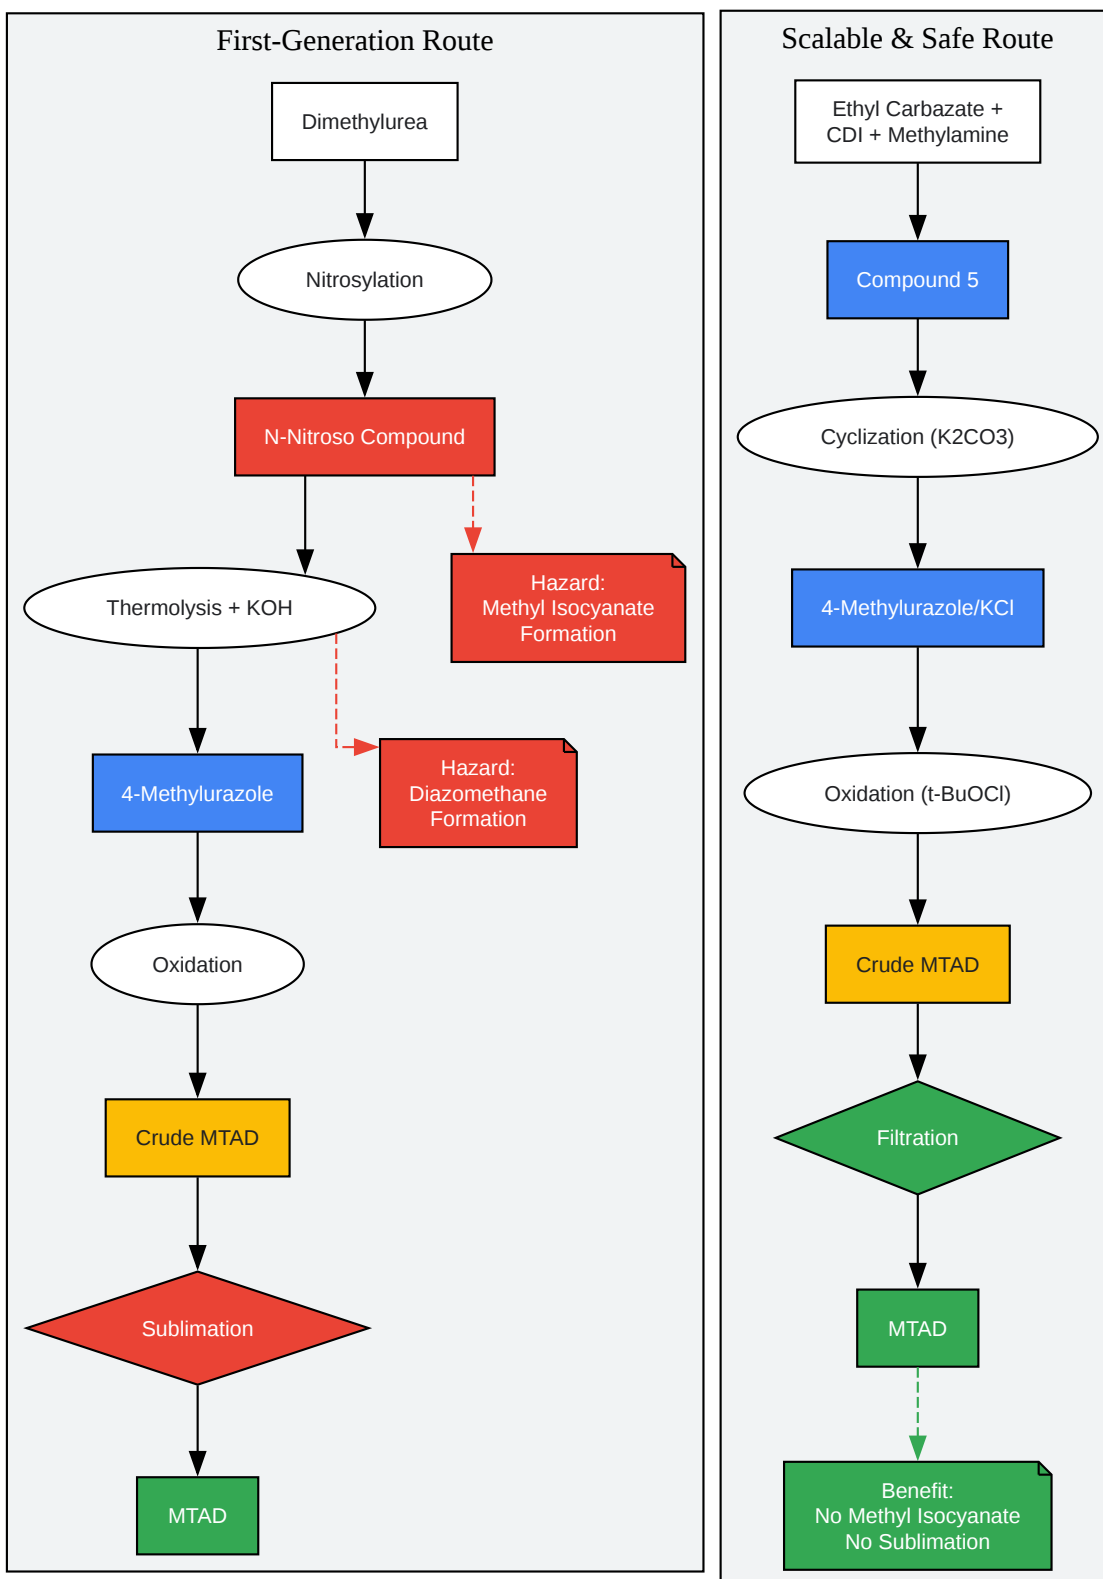 First-Generation Route
Dimethylurea
Nitrosylation
N-Nitroso Compound
Hazard:
Methyl Isocyanate
Formation
Thermolysis + KOH
Hazard:
Diazomethane
Formation
4-Methylurazole
Oxidation
Crude MTAD
Sublimation
MTAD
Scalable & Safe Route
Ethyl Carbazate +
CDI + Methylamine
Compound 5
Cyclization (K2CO3)
4-Methylurazole/KCl
Oxidation (t-BuOCl)
Crude MTAD
Filtration
MTAD
Benefit:
No Methyl Isocyanate
No Sublimation